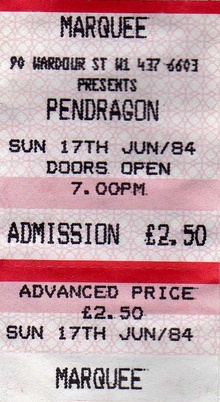 MARQUEE
90 WARDOUR ST W1 437 6603
PRESENTS
PENDRAGON
SUN 17TH JUN/84
DOORS OPEN
7.00PM
ADMISSION £2.50
ADVANCED PRICE
£2.50
SUN 17TH JUN/84
MARQUEE